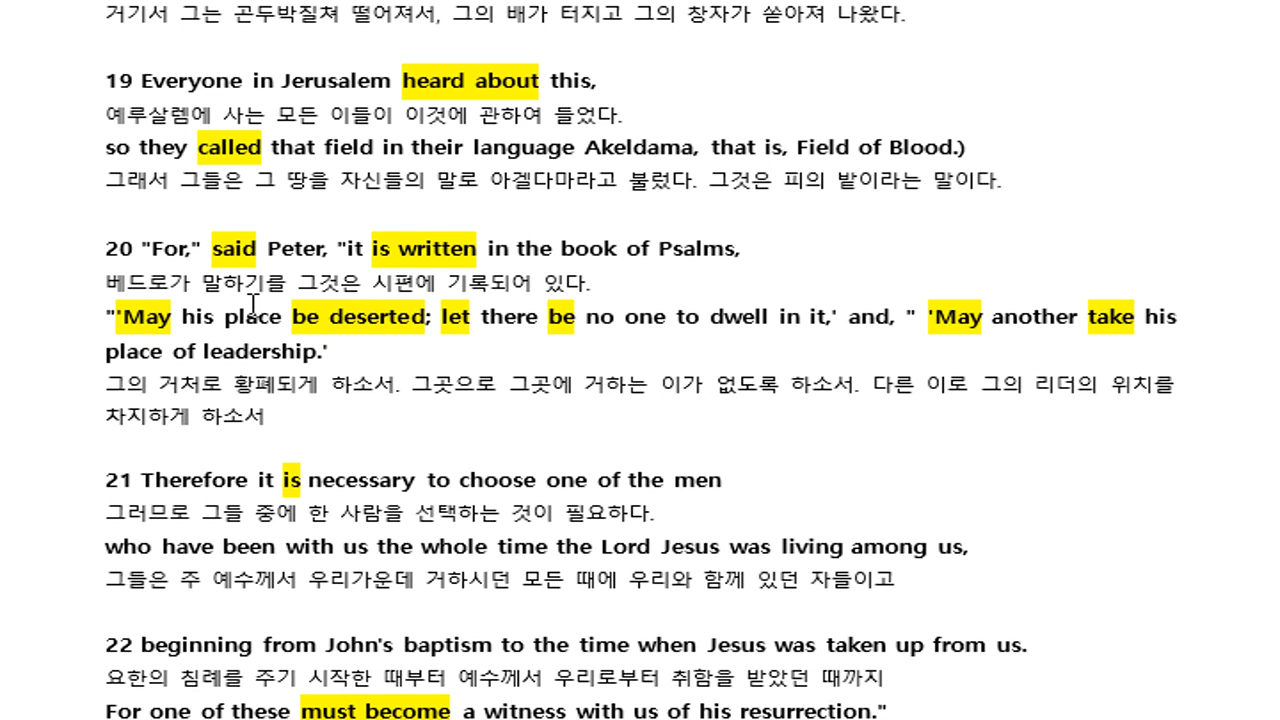 거기서 그는 곤두박질쳐 떨어져서, 그의 배가 터지고 그의 창자가 쏟아져 나왔다.
19 Everyone in Jerusalem heard about this,
예루살렘에 사는 모든 이들이 이것에 관하여 들었다.
so they called that field in their language Akeldama, that is, Field of Blood.)
그래서 그들은 그 땅을 자신들의 말로 아겔다마라고 불렀다. 그것은 피의 밭이라는 말이다.
20 "For," said Peter, "it is written in the book of Psalms,
베드로가 말하기를 그것은 시편에 기록되어 있다.
"'May his place be deserted; let there be no one to dwell in it,' and, " 'May another take his
place of leadership.'
그의 거처로 황폐되게 하소서. 그곳으로 그곳에 거하는 이가 없도록 하소서. 다른 이로 그의 리더의 위치를
차지하게 하소서
21 Therefore it is necessary to choose one of the men
그러므로 그들 중에 한 사람을 선택하는 것이 필요하다.
who have been with us the whole time the Lord Jesus was living among us,
그들은 주 예수께서 우리가운데 거하시던 모든 때에 우리와 함께 있던 자들이고
22 beginning from John's baptism to the time when Jesus was taken up from us.
요한의 침례를 주기 시작한 때부터 예수께서 우리로부터 취함을 받았던 때까지
For one of these must become a witness with us of his resurrection."